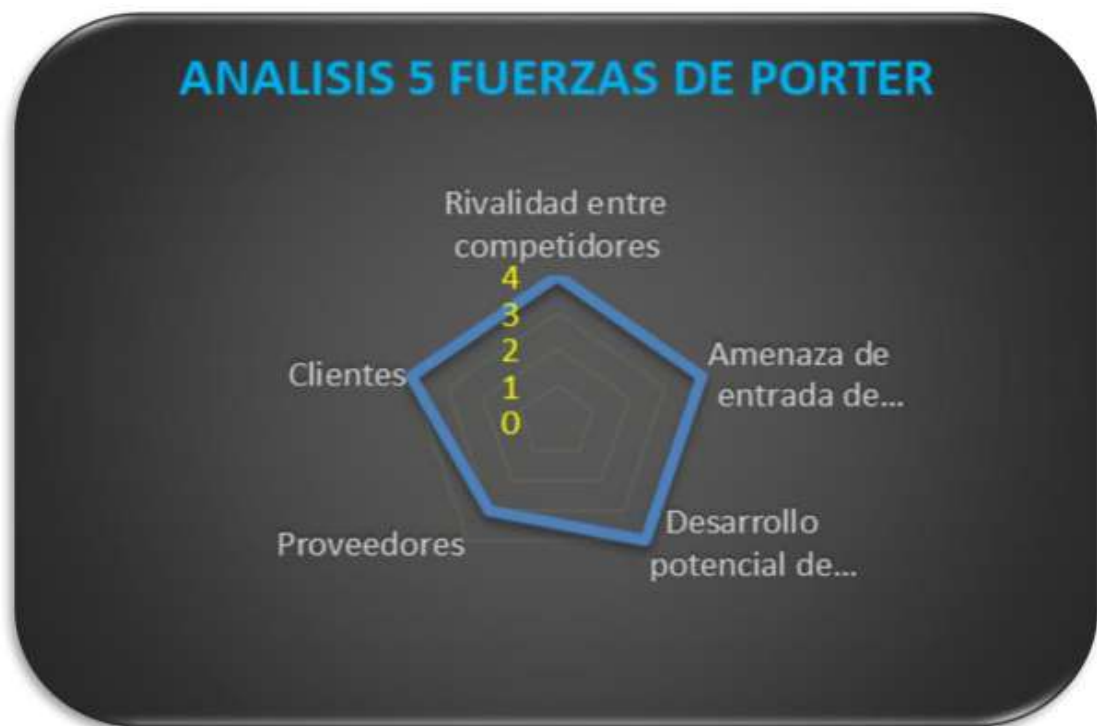 ANALISIS 5 FUERZAS DE PORTER
Rivalidad entre
competidores
4
3
2
1
0
Amenaza de
entrada de...
Desarrollo
potencial de...
Proveedores
Clientes